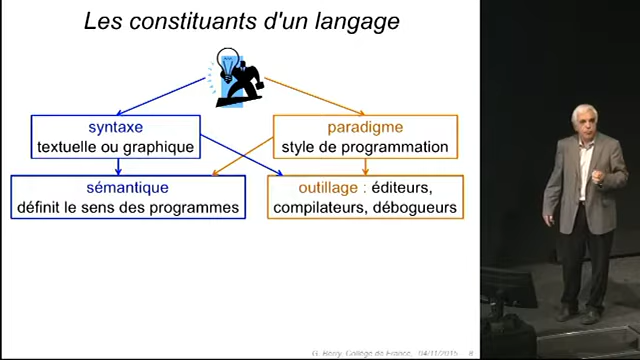 Les constituants d'un langage
syntaxe
textuelle ou graphique
paradigme
style de programmation
sémantique
définit le sens des programmes
outillage : éditeurs,
compilateurs, débogueurs
G. Berry, Collège de France, 04/11/2015 8